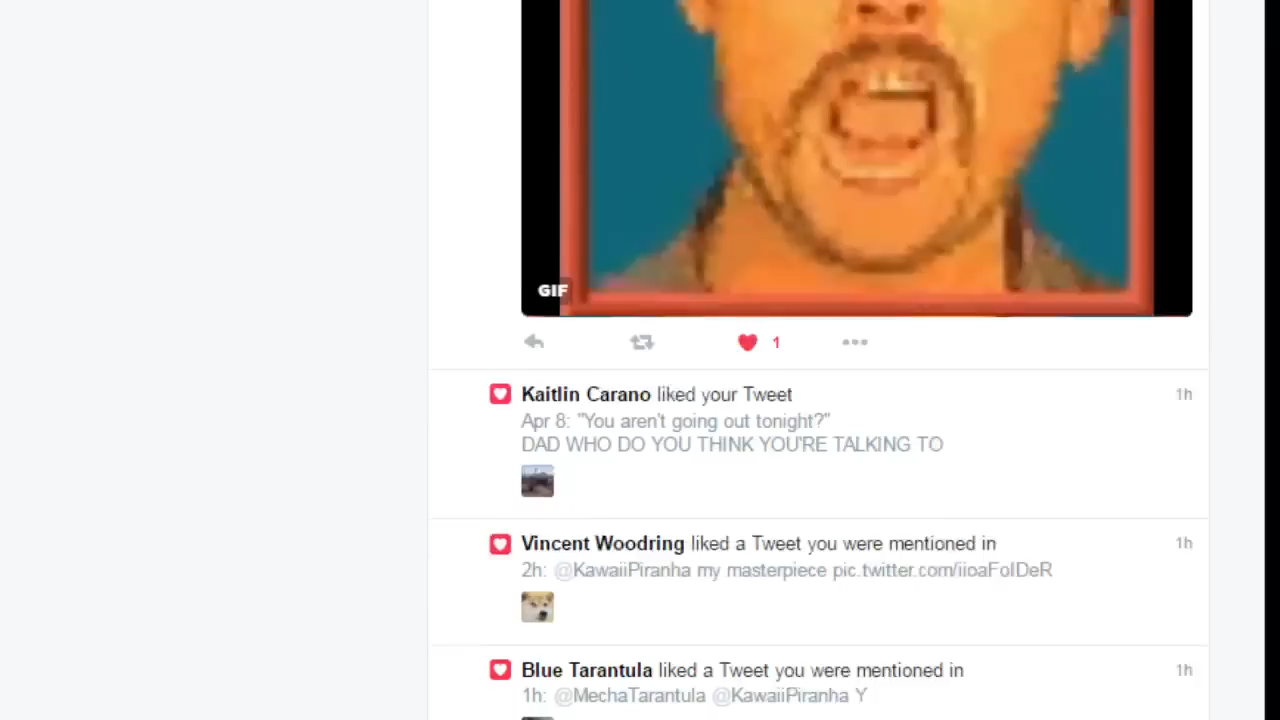 GIF
1
Kaitlin Carano liked your Tweet 1h
Apr 8: "You aren't going out tonight?"
DAD WHO DO YOU THINK YOU'RE TALKING TO
Vincent Woodring liked a Tweet you were mentioned in 1h
2h: @KawaiiPiranha my masterpiece pic.twitter.com/iioaFoIDeR
Blue Tarantula liked a Tweet you were mentioned in 1h
1h: @MechaTarantula @KawaiiPiranha Y